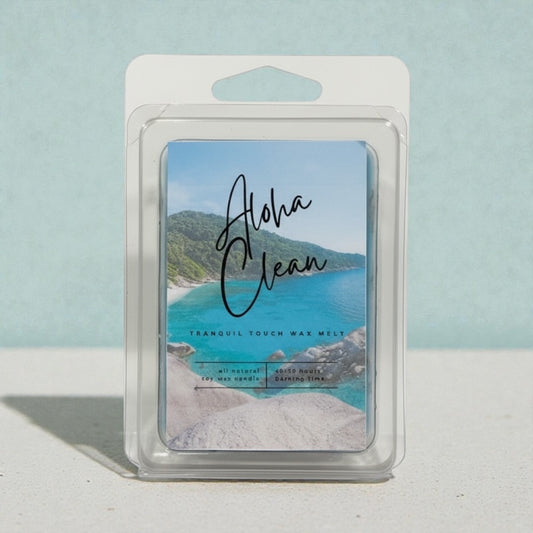 Aloha
Clean
TRANQUIL TOUCH WAX MELT
all natural
soy wax candle
40-50 hours
burning time